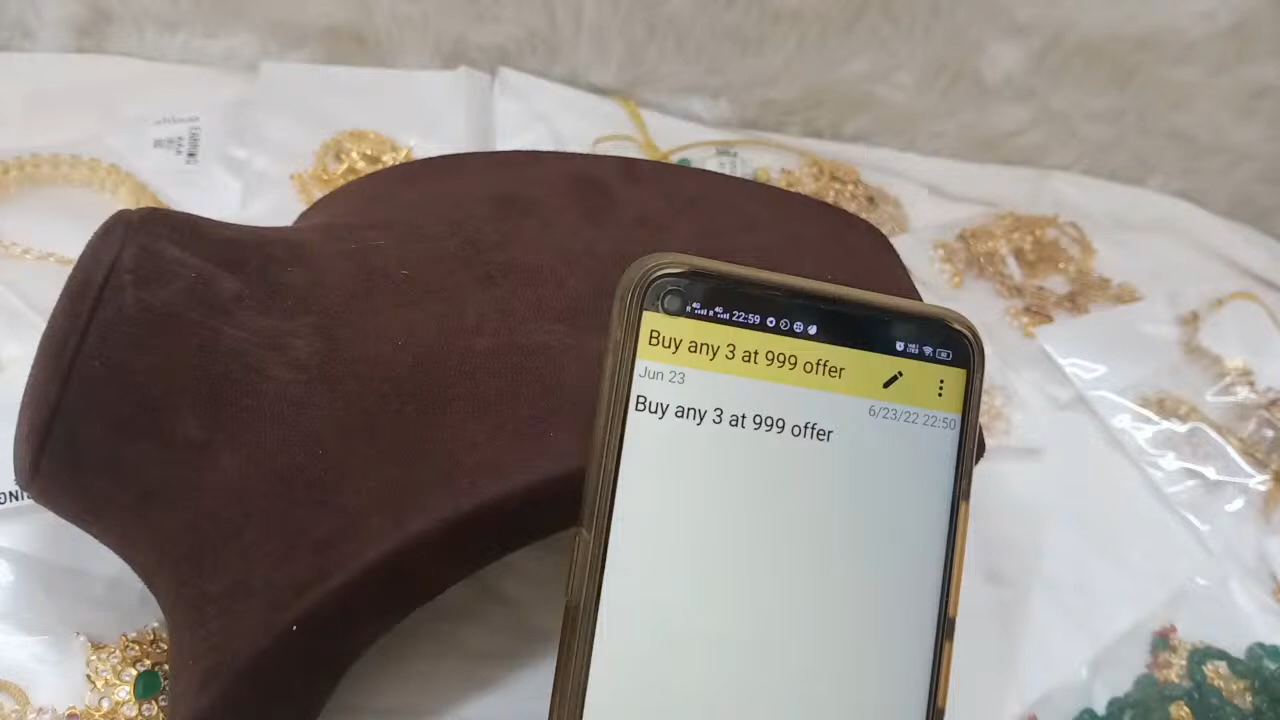 EARRING
22:59
Buy any 3 at 999 offer
Jun 23
6/23/22 22:50
Buy any 3 at 999 offer